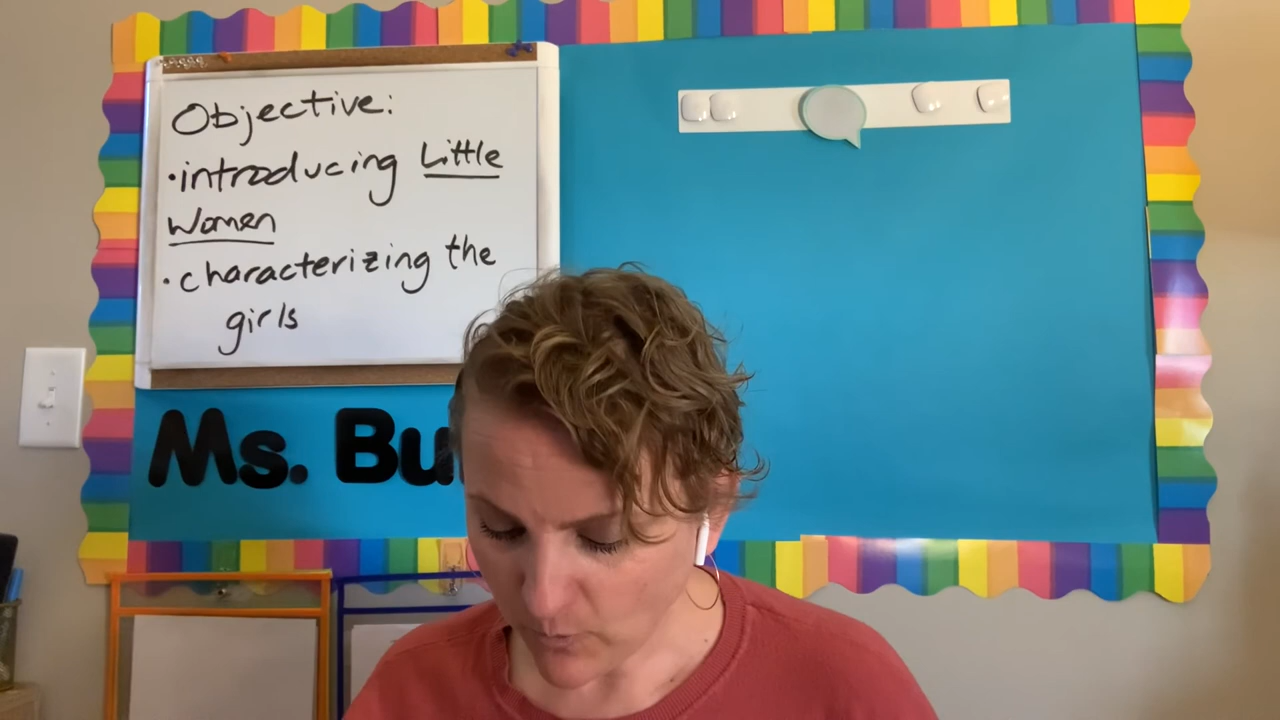 Objective:
•introducing Little
Women
•characterizing the
girls
Ms. Bu